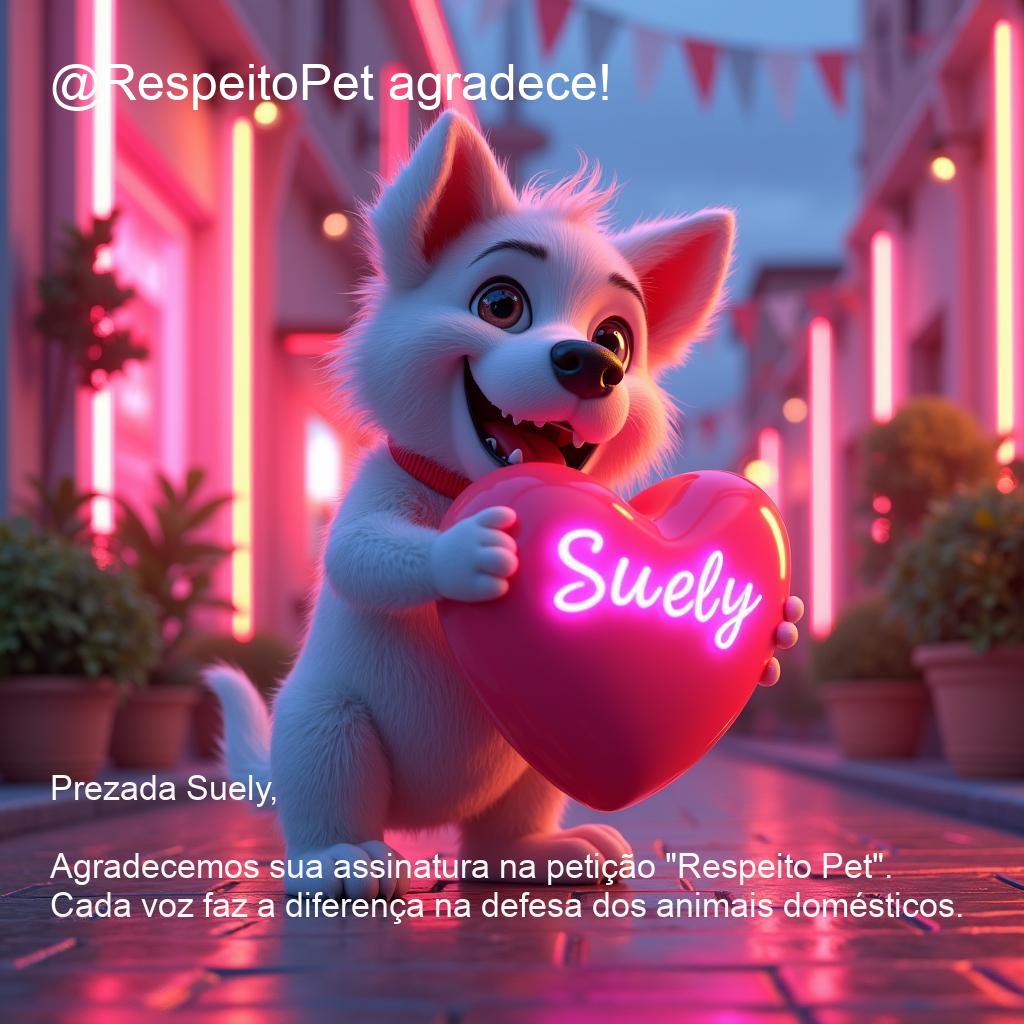 @RespeitoPet agradece!
Suely
Prezada Suely,
Agradecemos sua assinatura na petição "Respeito Pet".
Cada voz faz a diferença na defesa dos animais domésticos.